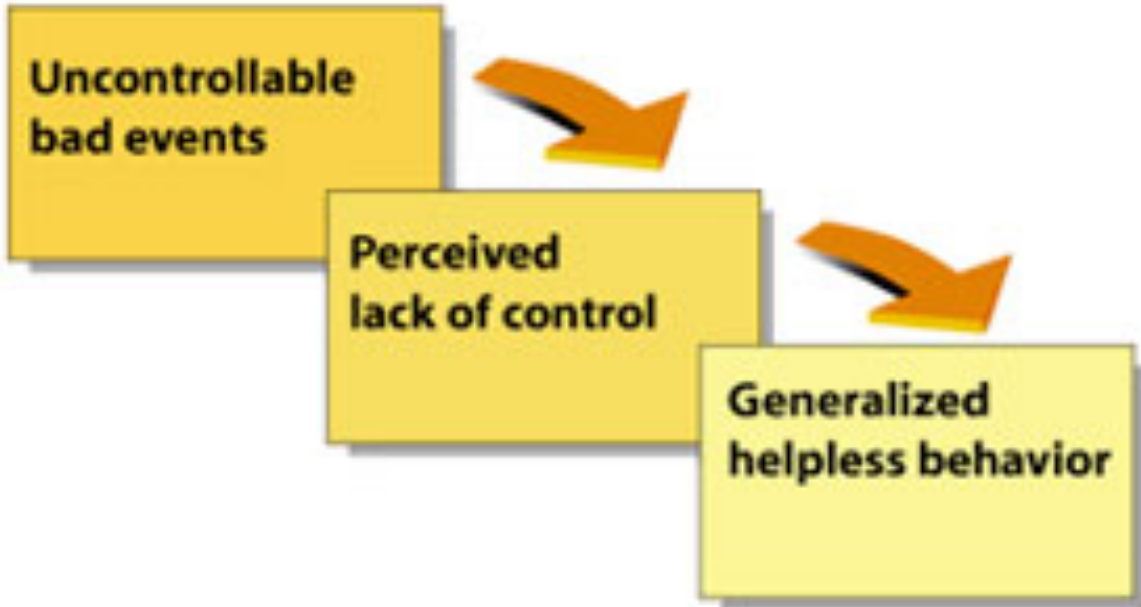 Uncontrollable
bad events
Perceived
lack of control
Generalized
helpless behavior